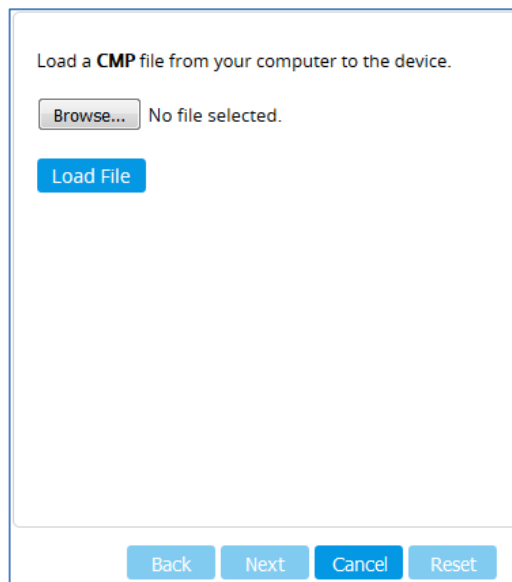 Load a CMP file from your computer to the device.
Browse... No file selected.
Load File
Back Next Cancel Reset